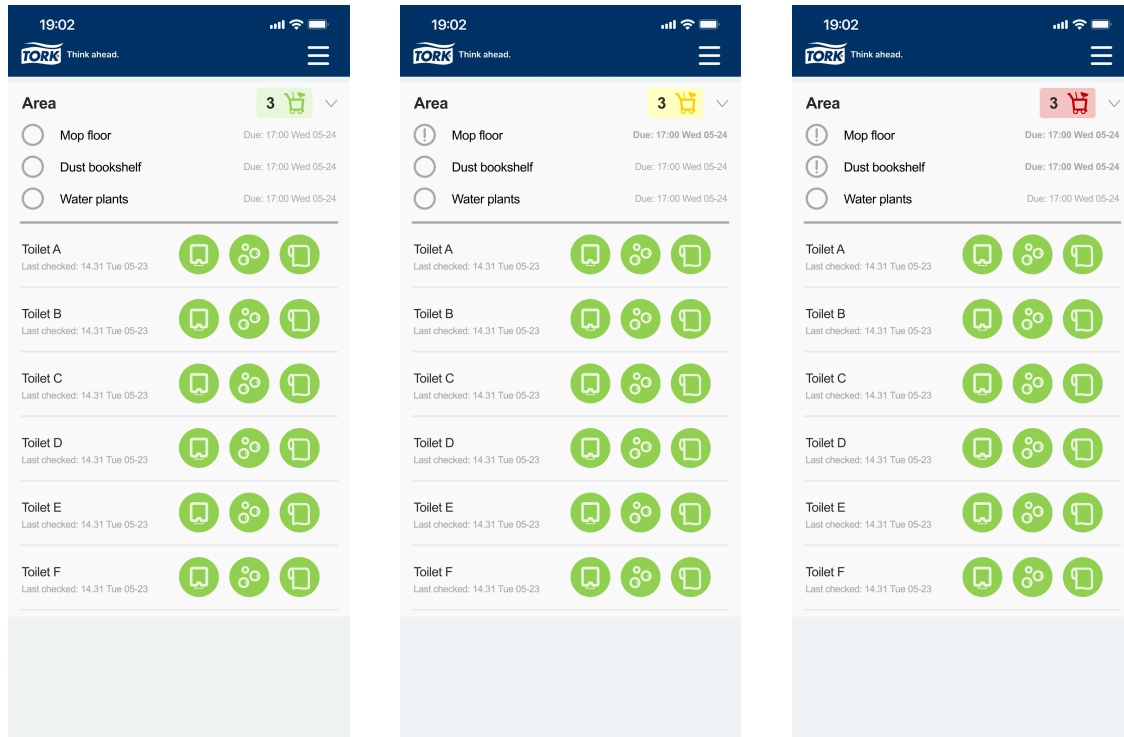 19:02
TORK Think ahead.
Area 3
Mop floor Due: 17:00 Wed 05-24
Dust bookshelf Due: 17:00 Wed 05-24
Water plants Due: 17:00 Wed 05-24
Toilet A
Last checked: 14.31 Tue 05-23
Toilet B
Last checked: 14.31 Tue 05-23
Toilet C
Last checked: 14.31 Tue 05-23
Toilet D
Last checked: 14.31 Tue 05-23
Toilet E
Last checked: 14.31 Tue 05-23
Toilet F
Last checked: 14.31 Tue 05-23
19:02
TORK Think ahead.
Area 3
! Mop floor Due: 17:00 Wed 05-24
Dust bookshelf Due: 17:00 Wed 05-24
Water plants Due: 17:00 Wed 05-24
Toilet A
Last checked: 14.31 Tue 05-23
Toilet B
Last checked: 14.31 Tue 05-23
Toilet C
Last checked: 14.31 Tue 05-23
Toilet D
Last checked: 14.31 Tue 05-23
Toilet E
Last checked: 14.31 Tue 05-23
Toilet F
Last checked: 14.31 Tue 05-23
19:02
TORK Think ahead.
Area 3
! Mop floor Due: 17:00 Wed 05-24
! Dust bookshelf Due: 17:00 Wed 05-24
Water plants Due: 17:00 Wed 05-24
Toilet A
Last checked: 14.31 Tue 05-23
Toilet B
Last checked: 14.31 Tue 05-23
Toilet C
Last checked: 14.31 Tue 05-23
Toilet D
Last checked: 14.31 Tue 05-23
Toilet E
Last checked: 14.31 Tue 05-23
Toilet F
Last checked: 14.31 Tue 05-23